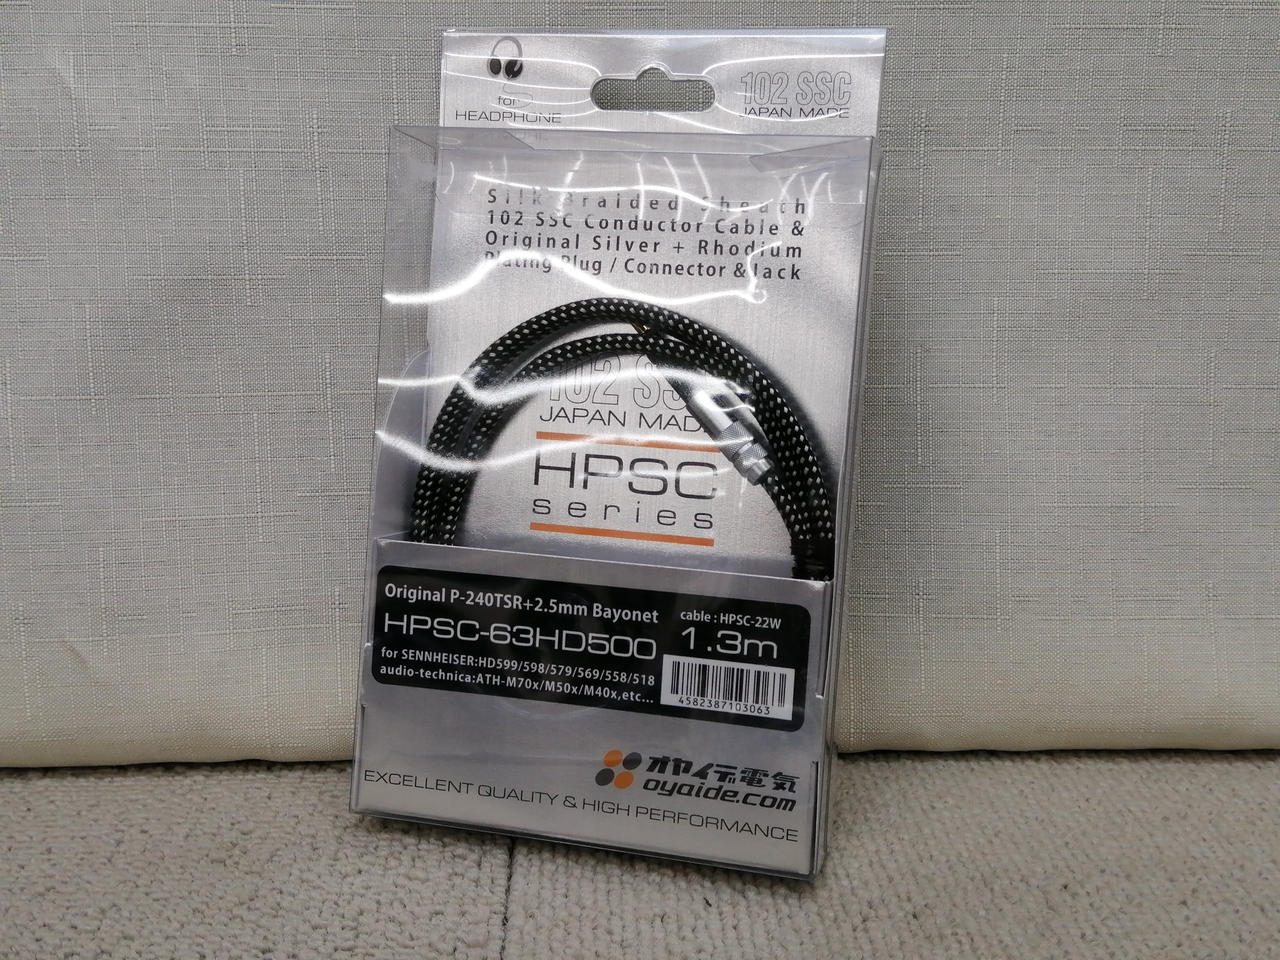 for
HEADPHONE
102 SSC
JAPAN MADE
Silk Braided Sheath
102 SSC Conductor Cable &
Original Silver + Rhodium
Plating Plug / Connector & Jack
102 SSC
JAPAN MADE
HPSC
series
Original P-240TSR+2.5mm Bayonet
cable : HPSC-22W
HPSC-63HD500
1.3m
for SENNHEISER:HD599/598/579/569/558/518
audio-technica:ATH-M70x/M50x/M40x,etc...
4582387103063
オヤイデ電気
oyaide.com
EXCELLENT QUALITY & HIGH PERFORMANCE